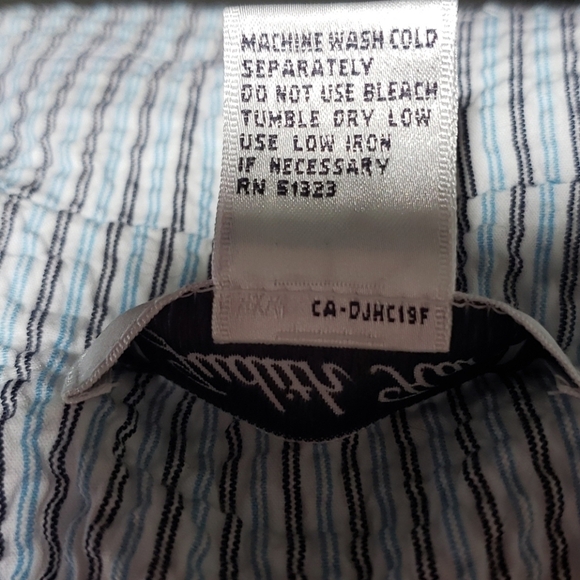 MACHINE WASH COLD
SEPARATELY
DO NOT USE BLEACH
TUMBLE DRY LOW
USE LOW IRON
IF NECESSARY
RN 51323
CA-DJHC19F
Judith